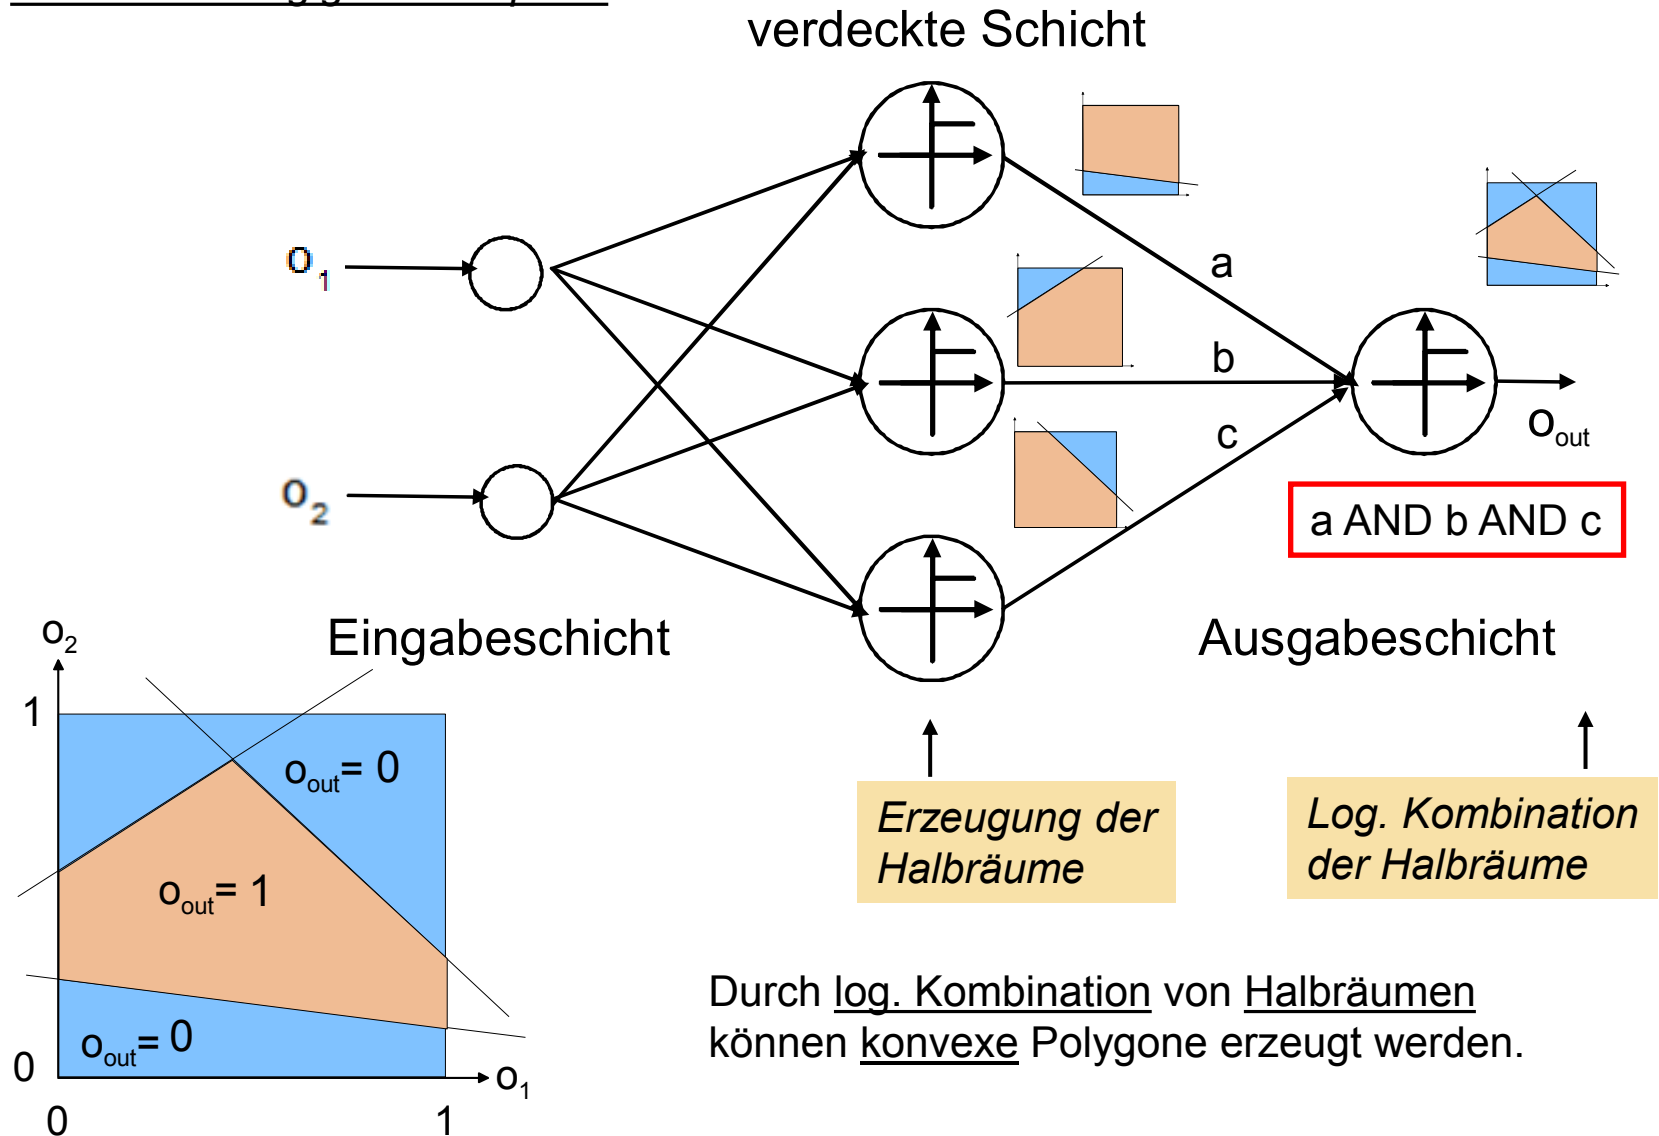 verdeckte Schicht
o1
a
b
oout
c
o2
a AND b AND c
o2
Eingabeschicht
Ausgabeschicht
1
oout= 0
Erzeugung der
Halbräume
Log. Kombination
der Halbräume
oout= 1
Durch log. Kombination von Halbräumen
können konvexe Polygone erzeugt werden.
oout= 0
0
o1
0
1